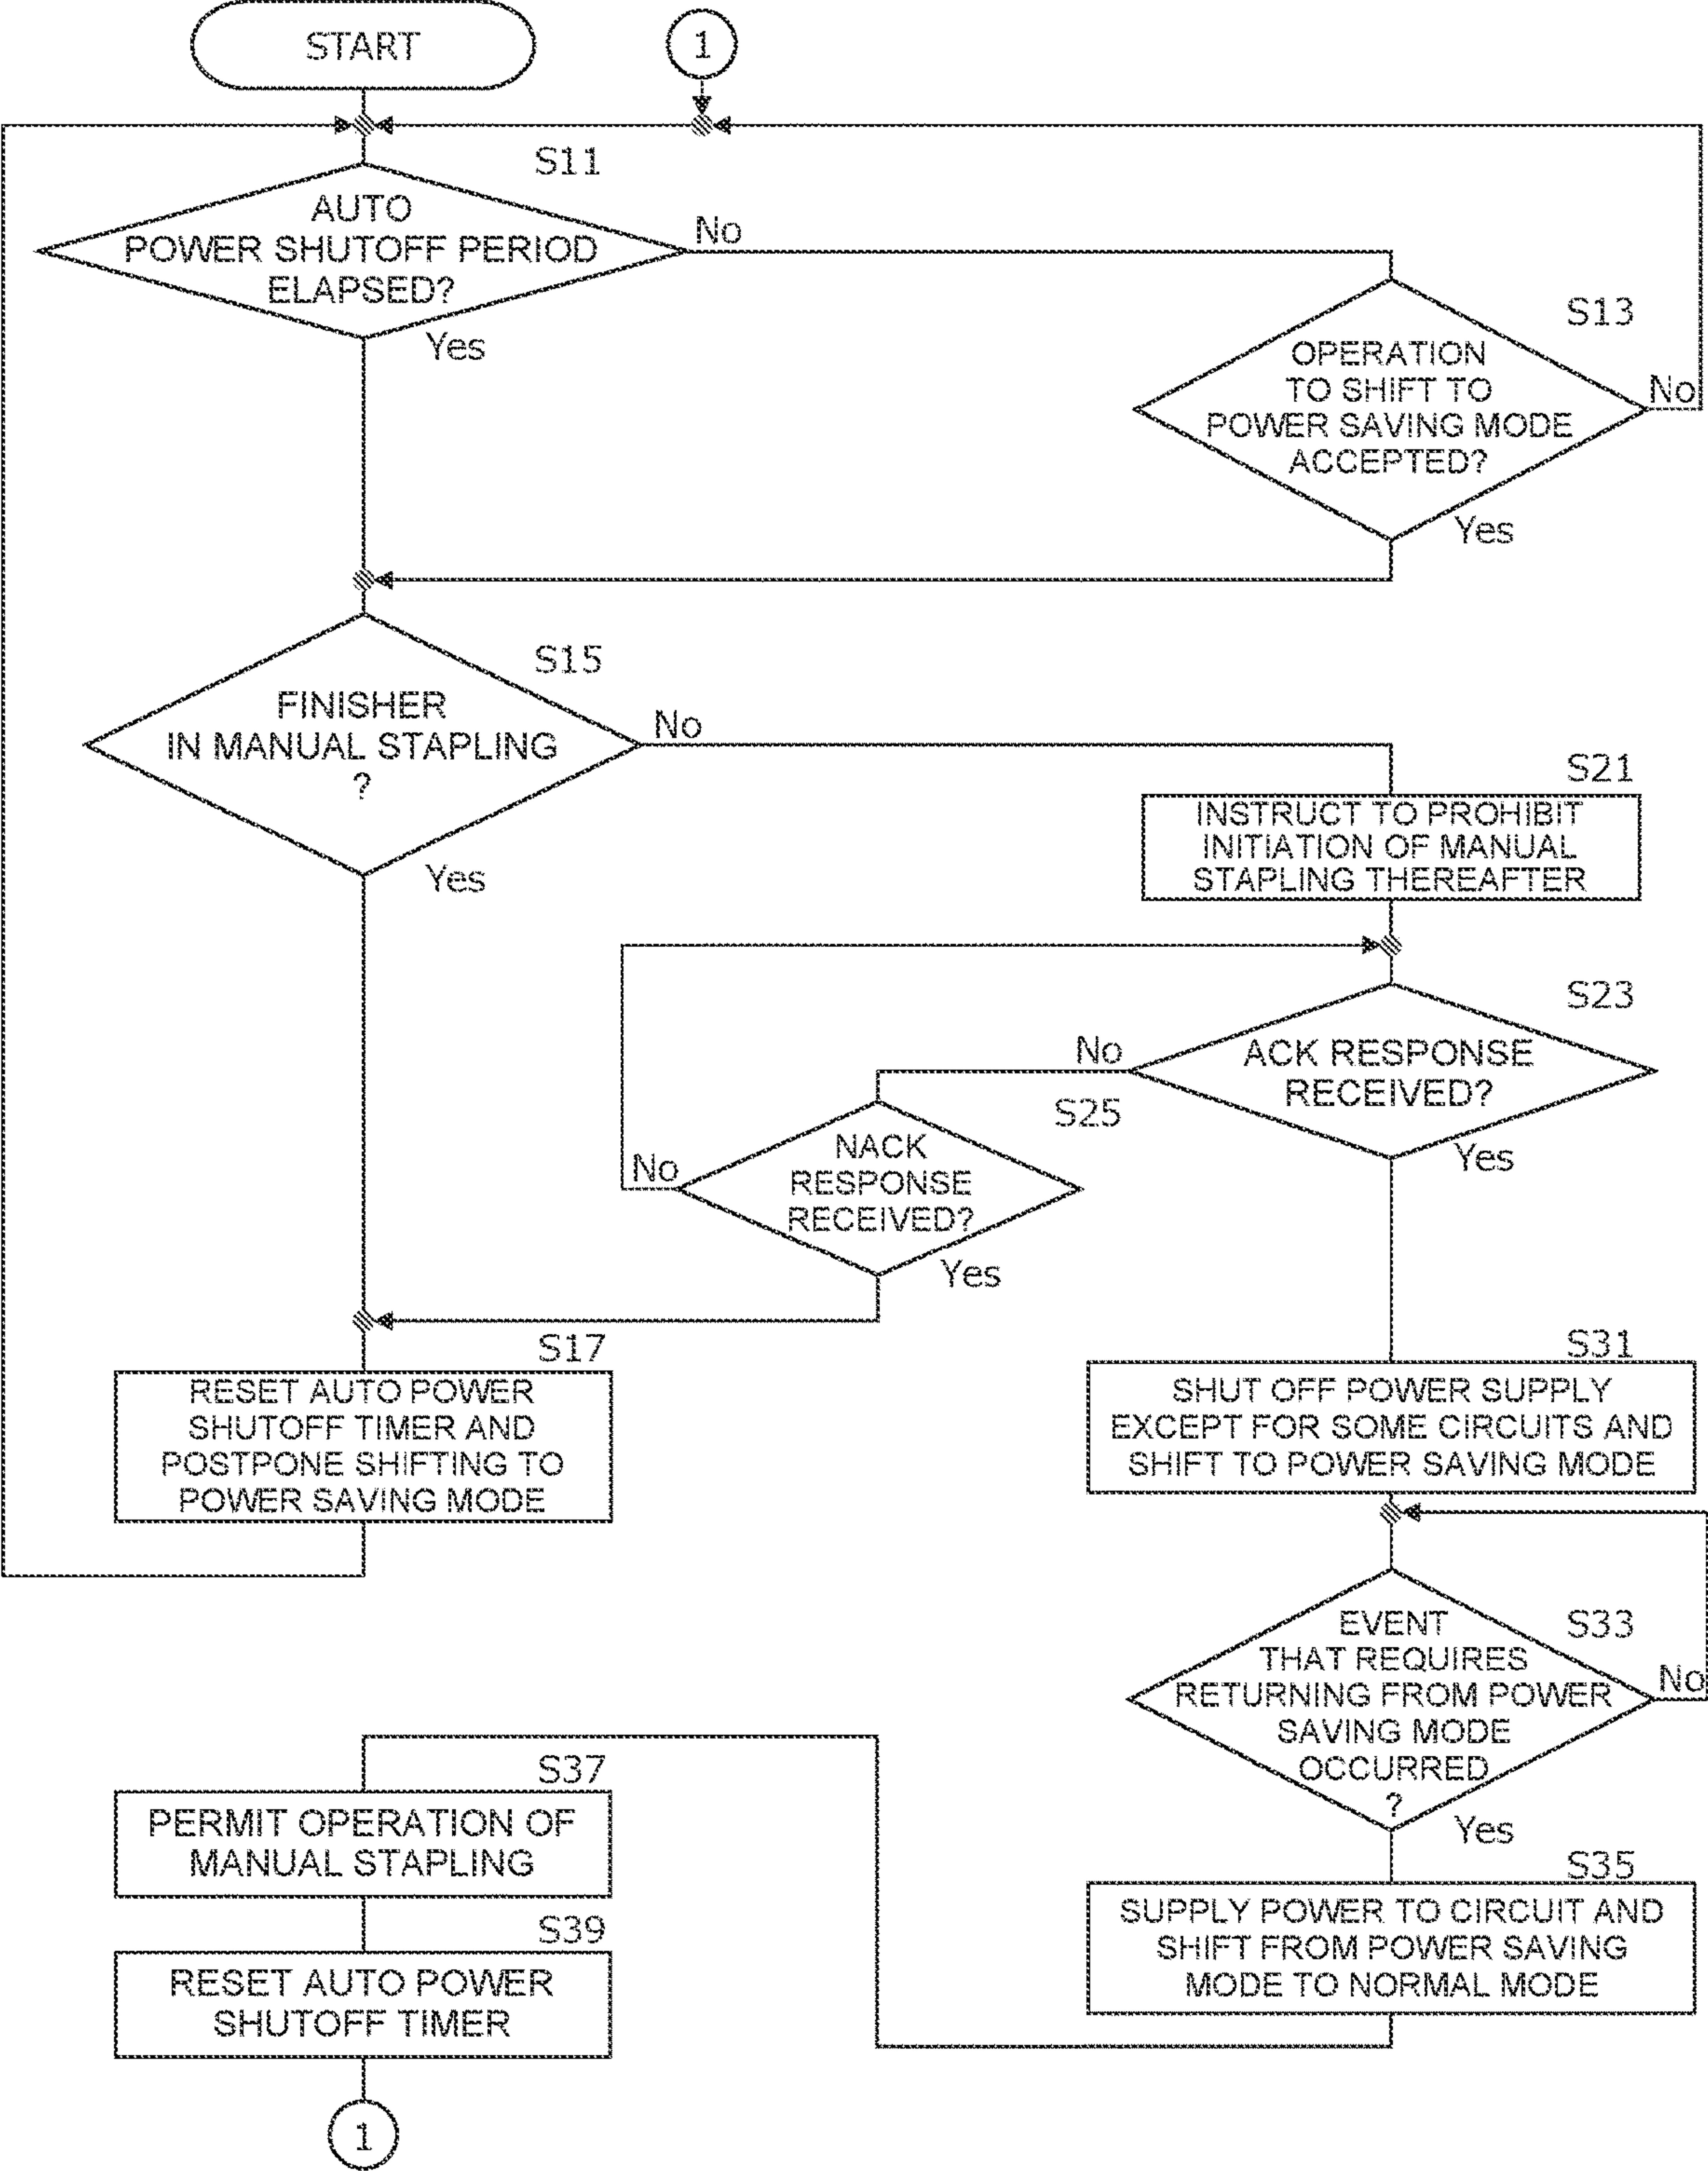 START
1
S11
AUTO
POWER SHUTOFF PERIOD
ELAPSED?
No
Yes
S13
OPERATION
TO SHIFT TO
POWER SAVING MODE
ACCEPTED?
No
Yes
S15
FINISHER
IN MANUAL STAPLING
?
No
Yes
S21
INSTRUCT TO PROHIBIT
INITIATION OF MANUAL
STAPLING THEREAFTER
S23
ACK RESPONSE
RECEIVED?
No
Yes
S25
NACK
RESPONSE
RECEIVED?
No
Yes
S17
RESET AUTO POWER
SHUTOFF TIMER AND
POSTPONE SHIFTING TO
POWER SAVING MODE
S31
SHUT OFF POWER SUPPLY
EXCEPT FOR SOME CIRCUITS AND
SHIFT TO POWER SAVING MODE
S33
EVENT
THAT REQUIRES
RETURNING FROM POWER
SAVING MODE
OCCURRED
?
No
Yes
S35
SUPPLY POWER TO CIRCUIT AND
SHIFT FROM POWER SAVING
MODE TO NORMAL MODE
S37
PERMIT OPERATION OF
MANUAL STAPLING
S39
RESET AUTO POWER
SHUTOFF TIMER
1